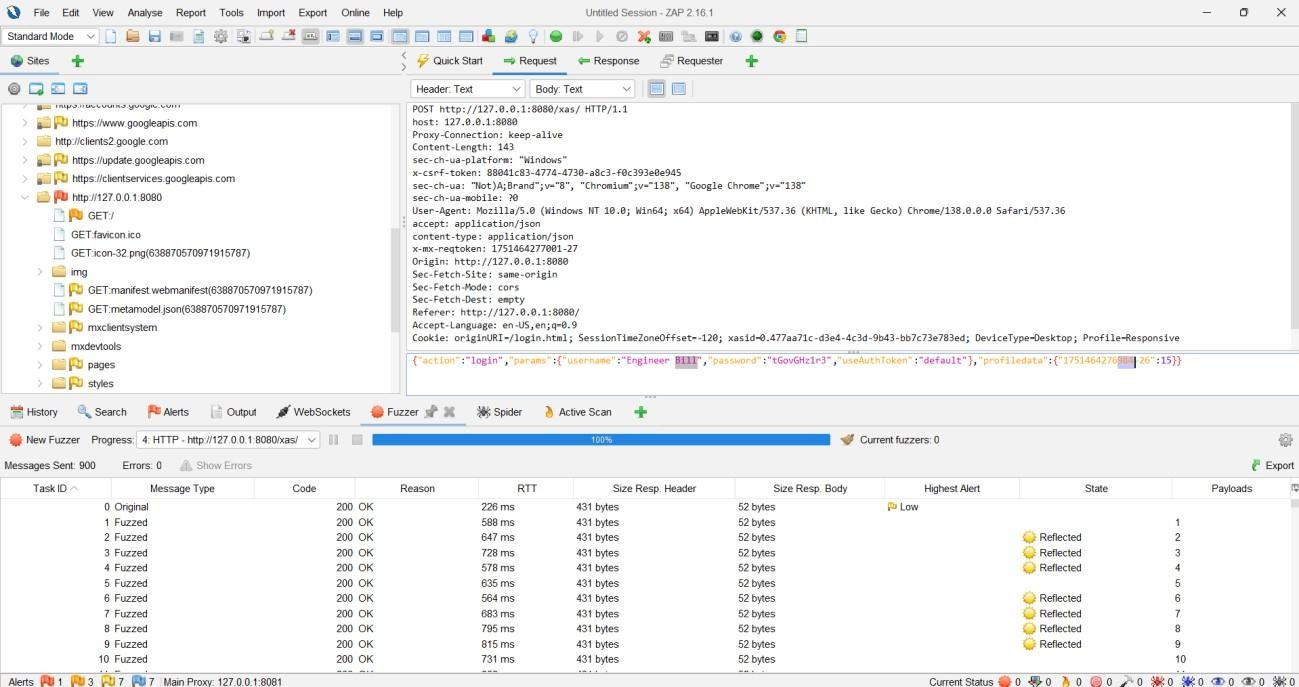 File Edit View Analyse Report Tools Import Export Online Help Untitled Session - ZAP 2.16.1
Standard Mode
Sites Quick Start Request Response Requester
Header: Text Body: Text
https://accounts.google.com
https://www.googleapis.com
http://clients2.google.com
https://update.googleapis.com
https://clientservices.googleapis.com
http://127.0.0.1:8080
GET:/
GET:favicon.ico
GET:icon-32.png(638870570971915787)
img
GET:manifest.webmanifest(638870570971915787)
GET:metamodel.json(638870570971915787)
mxclientsystem
mxdevtools
pages
styles
POST http://127.0.0.1:8080/xas/ HTTP/1.1
host: 127.0.0.1:8080
Proxy-Connection: keep-alive
Content-Length: 143
sec-ch-ua-platform: "Windows"
x-csrf-token: 88041c83-4774-4730-a8c3-f0c393e0e945
sec-ch-ua: "Not)A;Brand";v="8", "Chromium";v="138", "Google Chrome";v="138"
sec-ch-ua-mobile: ?0
User-Agent: Mozilla/5.0 (Windows NT 10.0; Win64; x64) AppleWebKit/537.36 (KHTML, like Gecko) Chrome/138.0.0.0 Safari/537.36
accept: application/json
content-type: application/json
x-mx-reqtoken: 1751464277001-27
Origin: http://127.0.0.1:8080
Sec-Fetch-Site: same-origin
Sec-Fetch-Mode: cors
Sec-Fetch-Dest: empty
Referer: http://127.0.0.1:8080/
Accept-Language: en-US,en;q=0.9
Cookie: originURI=/login.html; SessionTimeZoneOffset=-120; xasid=0.477aa71c-d3e4-4c3d-9b43-bb7c73e783ed; DeviceType=Desktop; Profile=Responsive
{"action":"login","params":{"username":"Engineer Bill","password":"tGovGHz1r3","useAuthToken":"default"},"profiledata":{"1751464276984-26":15}}
History Search Alerts Output WebSockets Fuzzer Spider Active Scan
New Fuzzer Progress: 4: HTTP - http://127.0.0.1:8080/xas/ 100% Current fuzzers: 0
Messages Sent: 900 Errors: 0 Show Errors Export
Task ID Message Type Code Reason RTT Size Resp. Header Size Resp. Body Highest Alert State Payloads
0 Original 200 OK 226 ms 431 bytes 52 bytes Low
1 Fuzzed 200 OK 588 ms 431 bytes 52 bytes 1
2 Fuzzed 200 OK 647 ms 431 bytes 52 bytes Reflected 2
3 Fuzzed 200 OK 728 ms 431 bytes 52 bytes Reflected 3
4 Fuzzed 200 OK 578 ms 431 bytes 52 bytes Reflected 4
5 Fuzzed 200 OK 635 ms 431 bytes 52 bytes 5
6 Fuzzed 200 OK 564 ms 431 bytes 52 bytes Reflected 6
7 Fuzzed 200 OK 683 ms 431 bytes 52 bytes Reflected 7
8 Fuzzed 200 OK 795 ms 431 bytes 52 bytes Reflected 8
9 Fuzzed 200 OK 815 ms 431 bytes 52 bytes Reflected 9
10 Fuzzed 200 OK 731 ms 431 bytes 52 bytes 10
Alerts 1 3 7 7 Main Proxy: 127.0.0.1:8081 Current Status 0 0 0 0 0 0 0 0 0 0